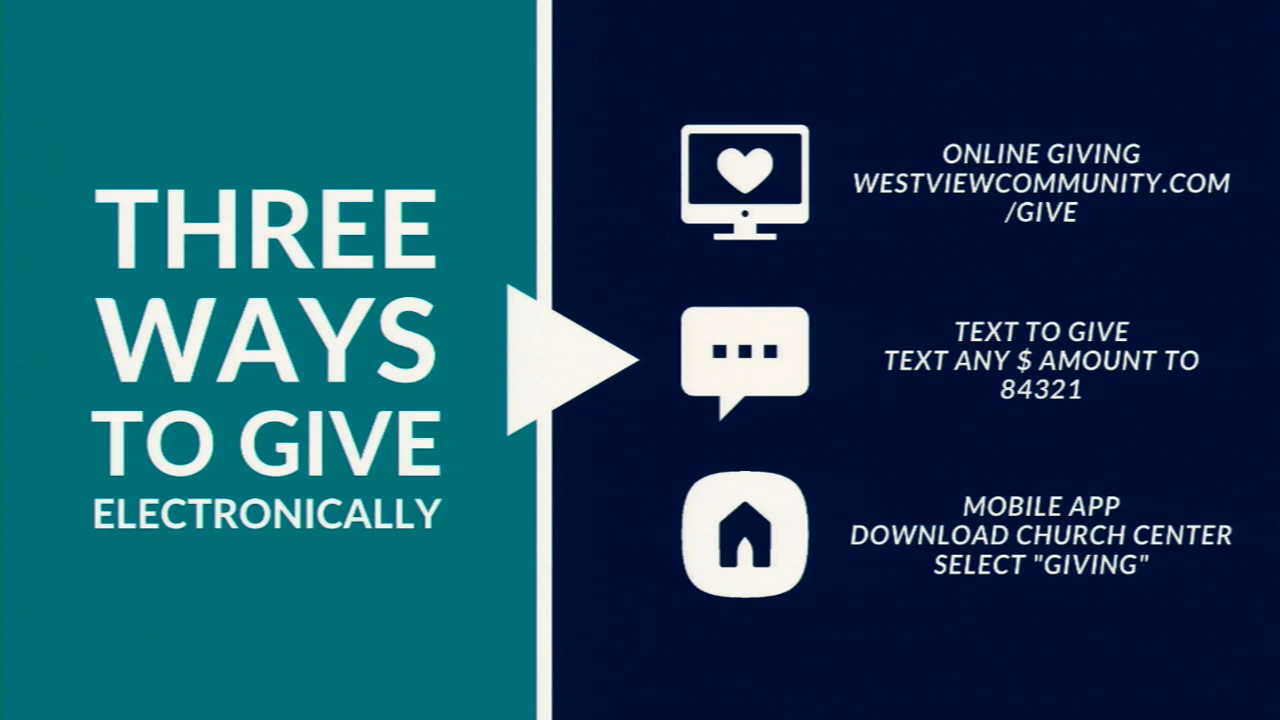 THREE
WAYS
TO GIVE
ELECTRONICALLY
ONLINE GIVING
WESTVIEWCOMMUNITY.COM
/GIVE
TEXT TO GIVE
TEXT ANY $ AMOUNT TO
84321
MOBILE APP
DOWNLOAD CHURCH CENTER
SELECT "GIVING"